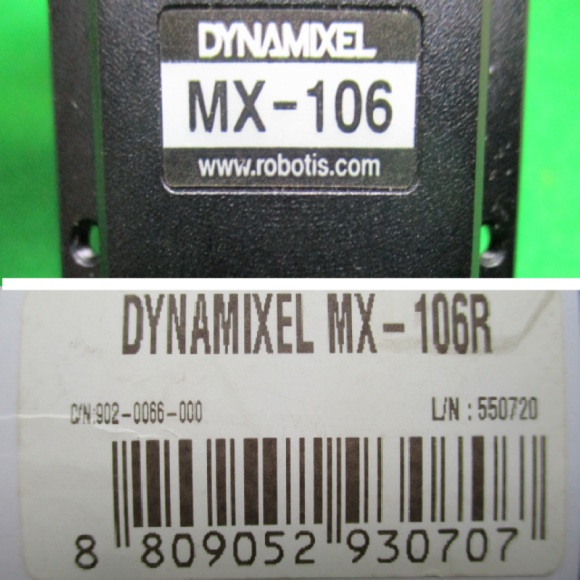 DYNAMIXEL
MX-106
www.robotis.com
DYNAMIXEL MX-106R
C/N:902-0066-000
L/N : 550720
8 809052 930707